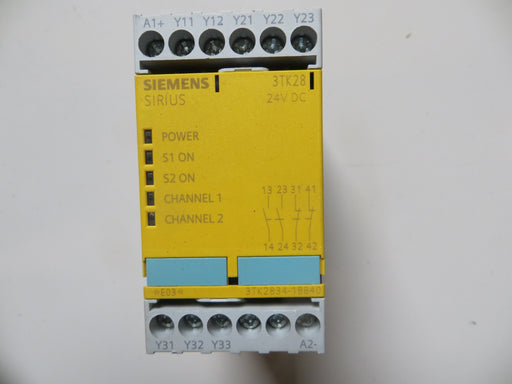 A1+ Y11 Y12 Y21 Y22 Y23
SIEMENS 3TK28
SIRIUS 24V DC
POWER
S1 ON
S2 ON
CHANNEL 1
CHANNEL 2
13 23 31 41
14 24 32 42
*E03* 3TK2834-1BB40
Y31 Y32 Y33 A2-